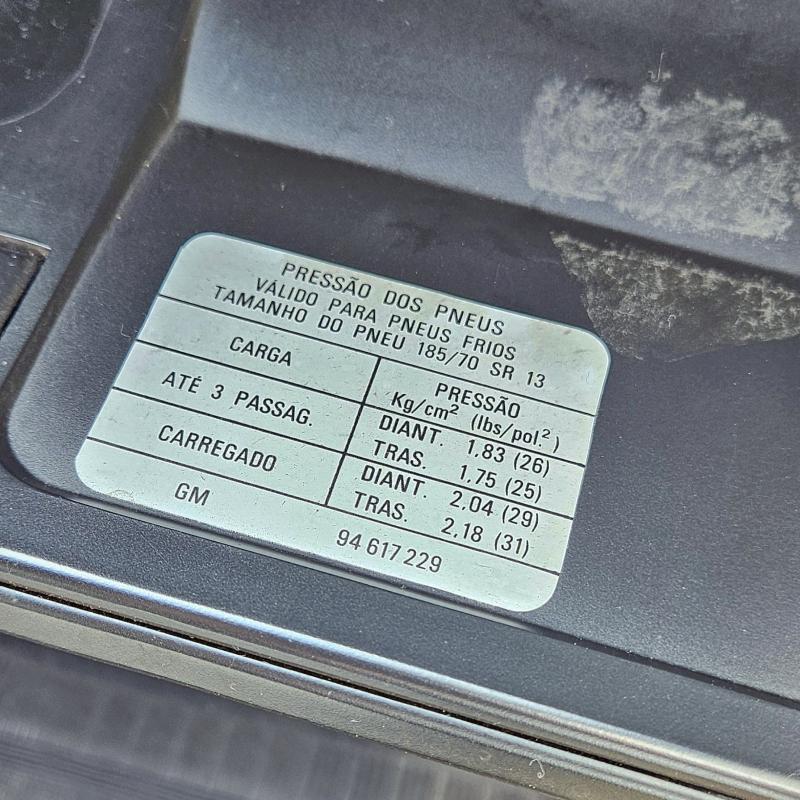 PRESSÃO DOS PNEUS
VÁLIDO PARA PNEUS FRIOS
TAMANHO DO PNEU 185/70 SR 13
CARGA
PRESSÃO
Kg/cm² (lbs/pol²)
ATÉ 3 PASSAG.
DIANT. 1,83 (26)
TRAS. 1,75 (25)
CARREGADO
DIANT. 2,04 (29)
TRAS. 2,18 (31)
GM 94 617 229